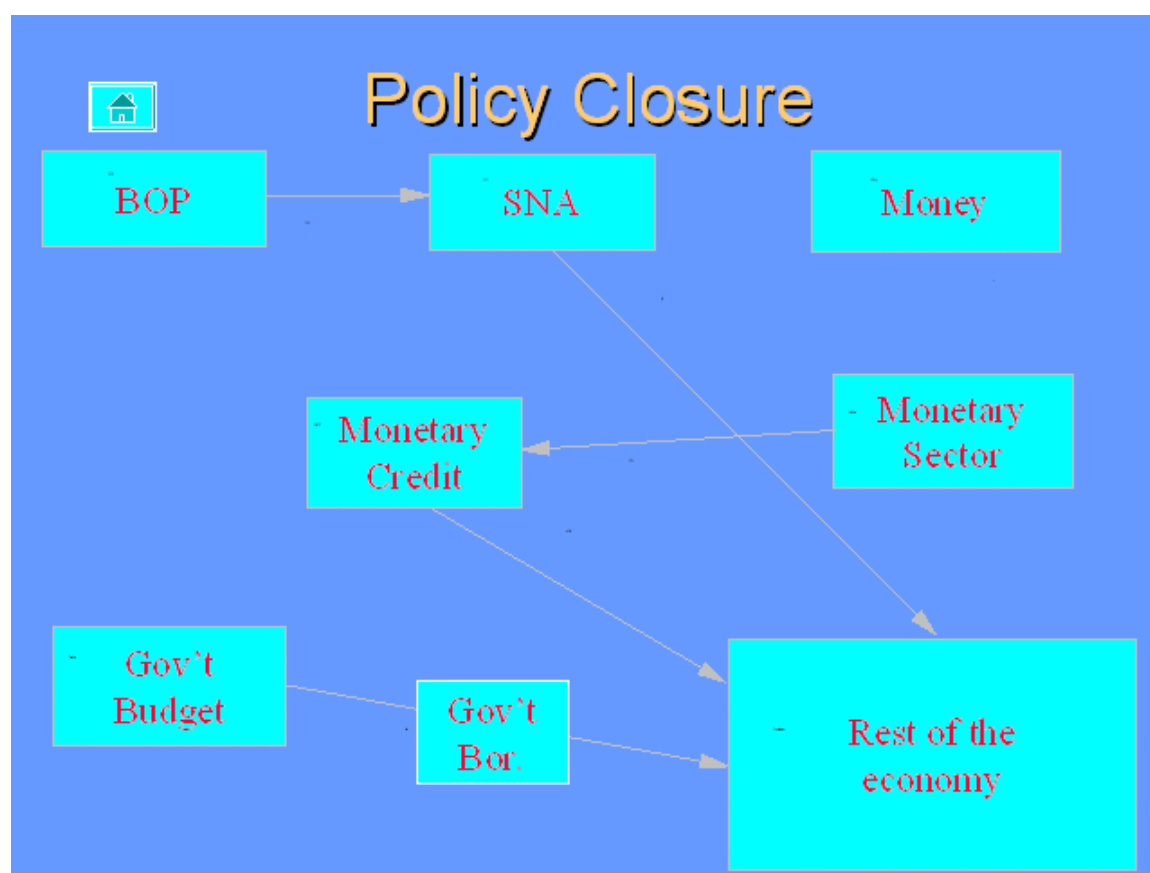 Policy Closure
BOP
SNA
Money
Monetary
Credit
Monetary
Sector
Gov`t
Budget
Gov`t
Bor.
Rest of the
economy